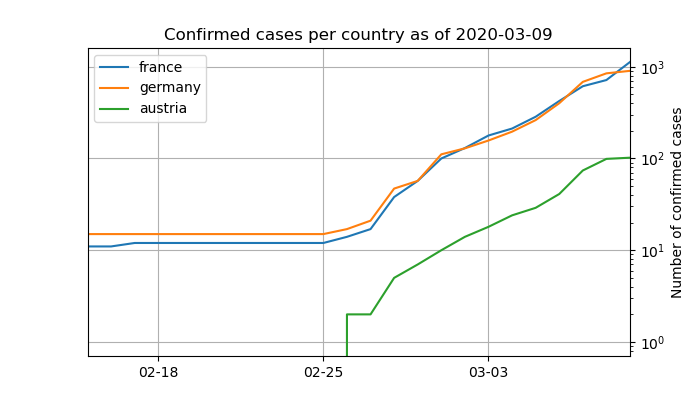 Confirmed cases per country as of 2020-03-09
france
germany
austria
10³
10²
10¹
10⁰
Number of confirmed cases
02-18
02-25
03-03